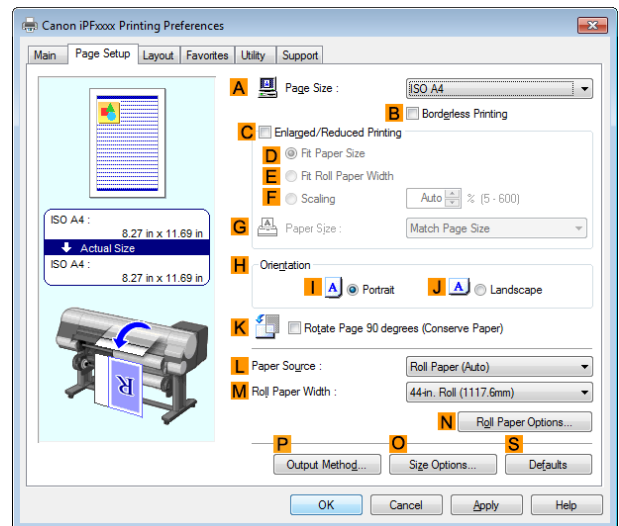 Canon iPFxxxx Printing Preferences
Main Page Setup Layout Favorites Utility Support
A Page Size : ISO A4
B Borderless Printing
C Enlarged/Reduced Printing
D Fit Paper Size
E Fit Roll Paper Width
F Scaling Auto % (5 - 600)
G Paper Size : Match Page Size
ISO A4 :
8.27 in x 11.69 in
Actual Size
ISO A4 :
8.27 in x 11.69 in
H Orientation
I A Portrait J A Landscape
K Rotate Page 90 degrees (Conserve Paper)
L Paper Source : Roll Paper (Auto)
M Roll Paper Width : 44-in. Roll (1117.6mm)
N Roll Paper Options...
P O S
Output Method... Size Options... Defaults
R
OK Cancel Apply Help